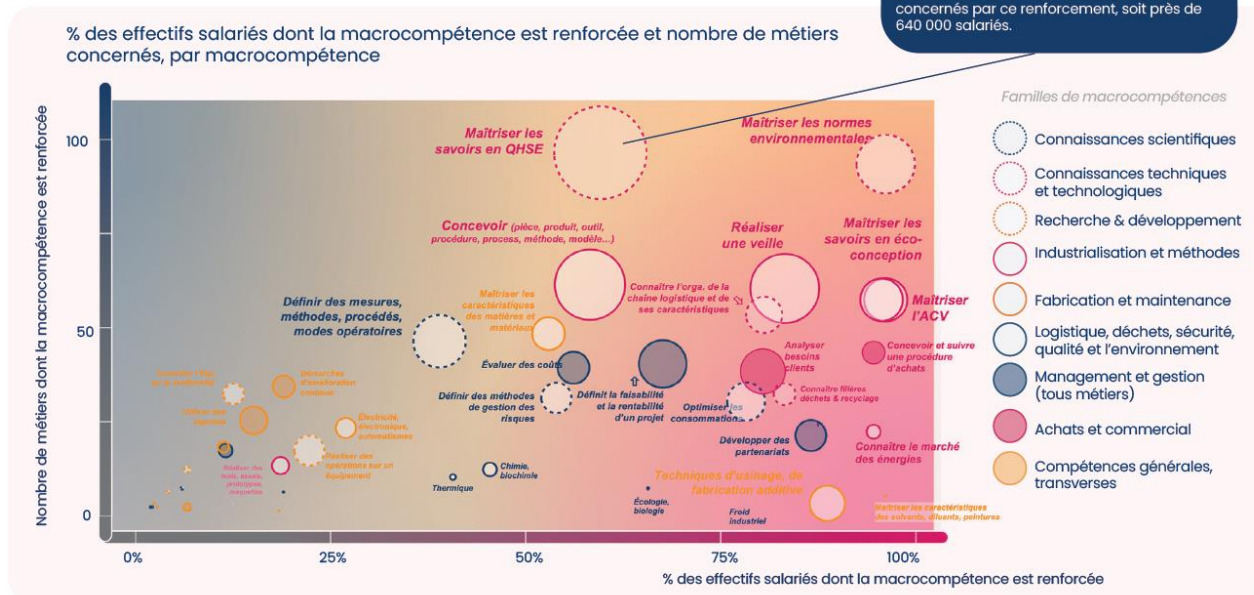 concernés par ce renforcement, soit près de
640 000 salariés.
% des effectifs salariés dont la macrocompétence est renforcée et nombre de métiers
concernés, par macrocompétence
Nombre de métiers dont la macrocompétence est renforcée
100
50
0
Maîtriser les
savoirs en QHSE
Maîtriser les normes
environnementales
Concevoir (pièce, produit, outil,
procédure, process, méthode, modèle...)
Réaliser
une veille
Maîtriser les
savoirs en éco-
conception
Définir des mesures,
méthodes, procédés,
modes opératoires
Maîtriser les
caractéristiques
des matières et
matériaux
Connaître l'orga. de la
chaîne logistique et de
ses caractéristiques
Maîtriser
l'ACV
Évaluer des coûts
Analyser
besoins
clients
Concevoir et suivre
une procédure
d'achats
Démarches
d'amélioration
continue
Définir des méthodes
de gestion des
risques
Définit la faisabilité
et la rentabilité
d'un projet
Optimiser les
consommations
Connaître filières
déchets & recyclage
Électricité,
électronique,
automatismes
Développer des
partenariats
Connaître le marché
des énergies
Réaliser des
opérations sur un
équipement
Réaliser des
tests, essais,
prototypes,
maquettes
Chimie,
biochimie
Thermique
Techniques d'usinage, de
fabrication additive
Écologie,
biologie
Froid
industriel
Maîtriser les caractéristiques
des solvants, diluants, peintures
0%
25%
50%
75%
100%
% des effectifs salariés dont la macrocompétence est renforcée
Familles de macrocompétences
Connaissances scientifiques
Connaissances techniques
et technologiques
Recherche & développement
Industrialisation et méthodes
Fabrication et maintenance
Logistique, déchets, sécurité,
qualité et l'environnement
Management et gestion
(tous métiers)
Achats et commercial
Compétences générales,
transverses